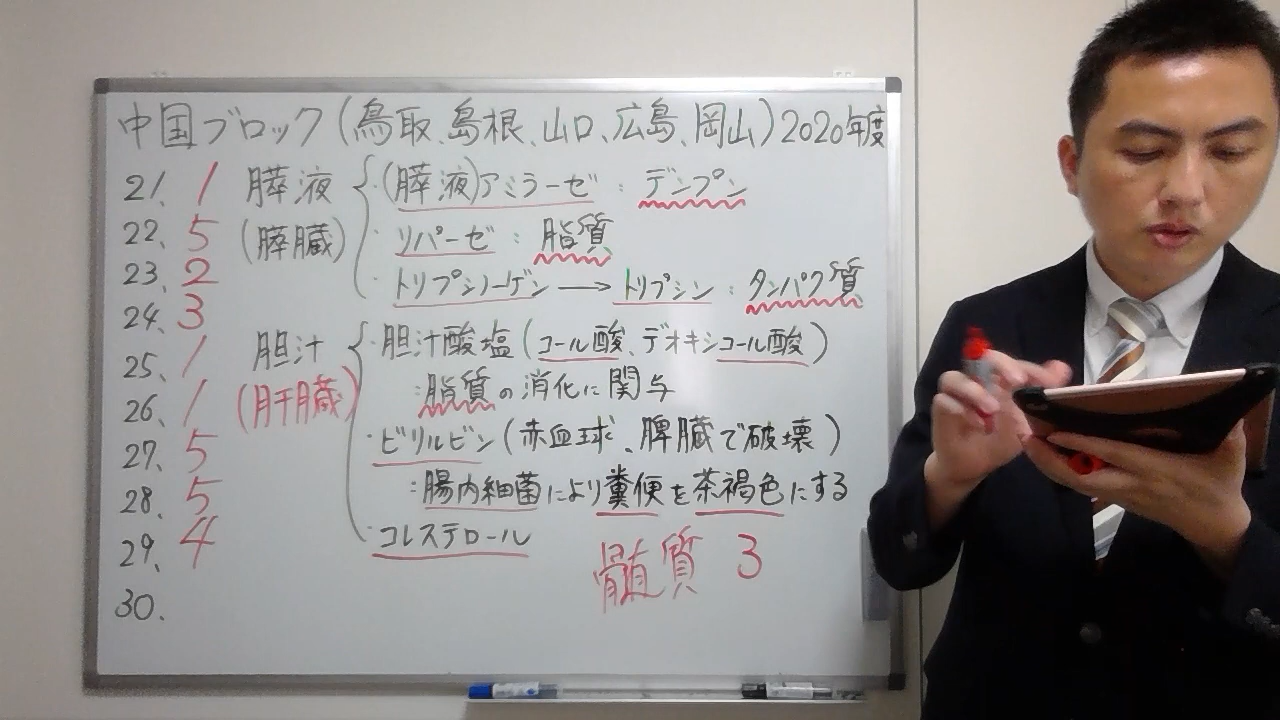 中国ブロック(鳥取、島根、山口、広島、岡山)2020年度
21. 1 膵液 (膵液)アミラーゼ：デンプン
22. 5 (膵臓) リパーゼ：脂質
23. 2 トリプシノーゲン→トリプシン：タンパク質
24. 3
25. 1 胆汁 ・胆汁酸塩(コール酸、デオキシコール酸)
26. 1 (肝臓) ：脂質の消化に関与
27. 5 ・ビリルビン(赤血球、脾臓で破壊)
28. 5 ：腸内細菌により糞便を茶褐色にする
29. 4 ・コレステロール
髄質 3
30.